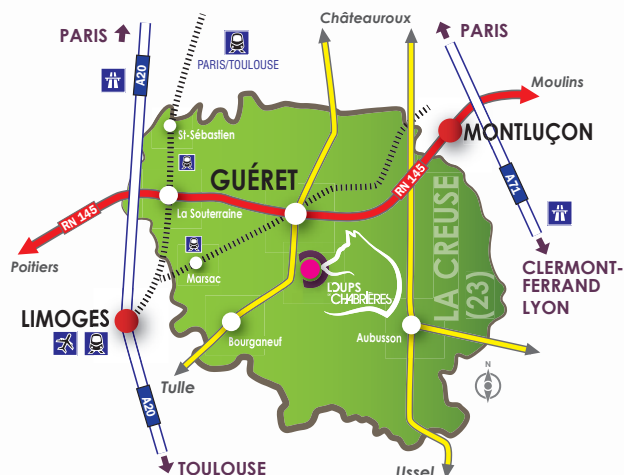 Châteauroux
PARIS
PARIS
A20
PARIS/TOULOUSE
Moulins
St-Sébastien
MONTLUÇON
GUÉRET
RN 145
A71
La Souterraine
RN 145
LA CREUSE
(23)
Poitiers
Marsac
CLERMONT-
FERRAND
LYON
LOUPS
CHABRIÈRES
LIMOGES
Bourganeuf
Aubusson
N
Tulle
A20
TOULOUSE
Ussel